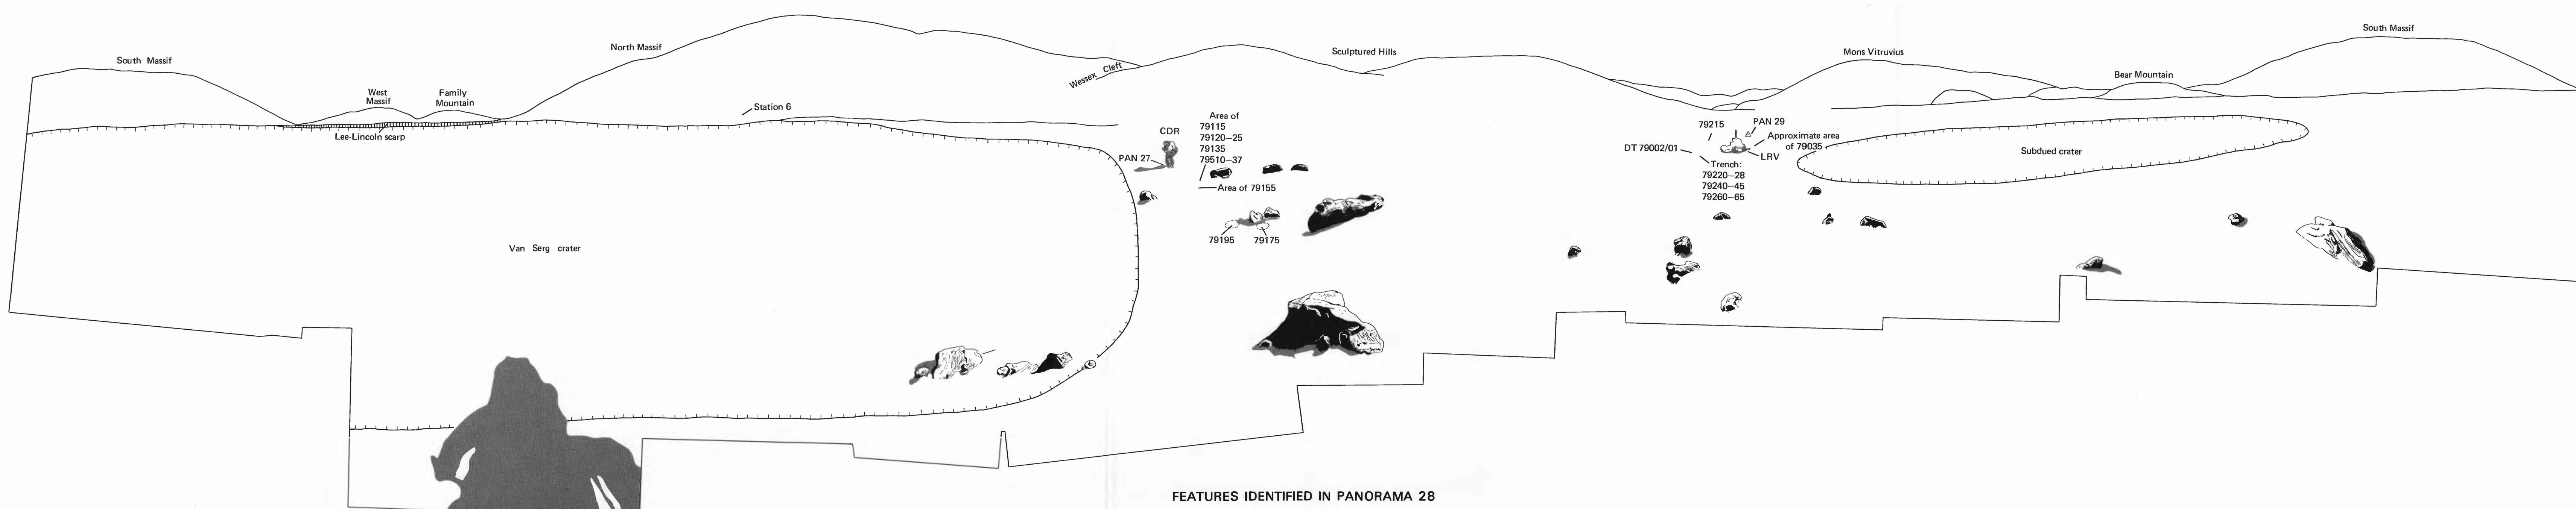 South Massif
West
Massif
Family
Mountain
Lee-Lincoln scarp
North Massif
Station 6
Wessex Cleft
Sculptured Hills
Mons Vitruvius
Bear Mountain
South Massif
Van Serg crater
CDR
PAN 27
Area of
79115
79120–25
79135
79510–37
Area of 79155
79195
79175
79215
PAN 29
Approximate area
of 79035
LRV
DT 79002/01
Trench:
79220–28
79240–45
79260–65
Subdued crater
FEATURES IDENTIFIED IN PANORAMA 28